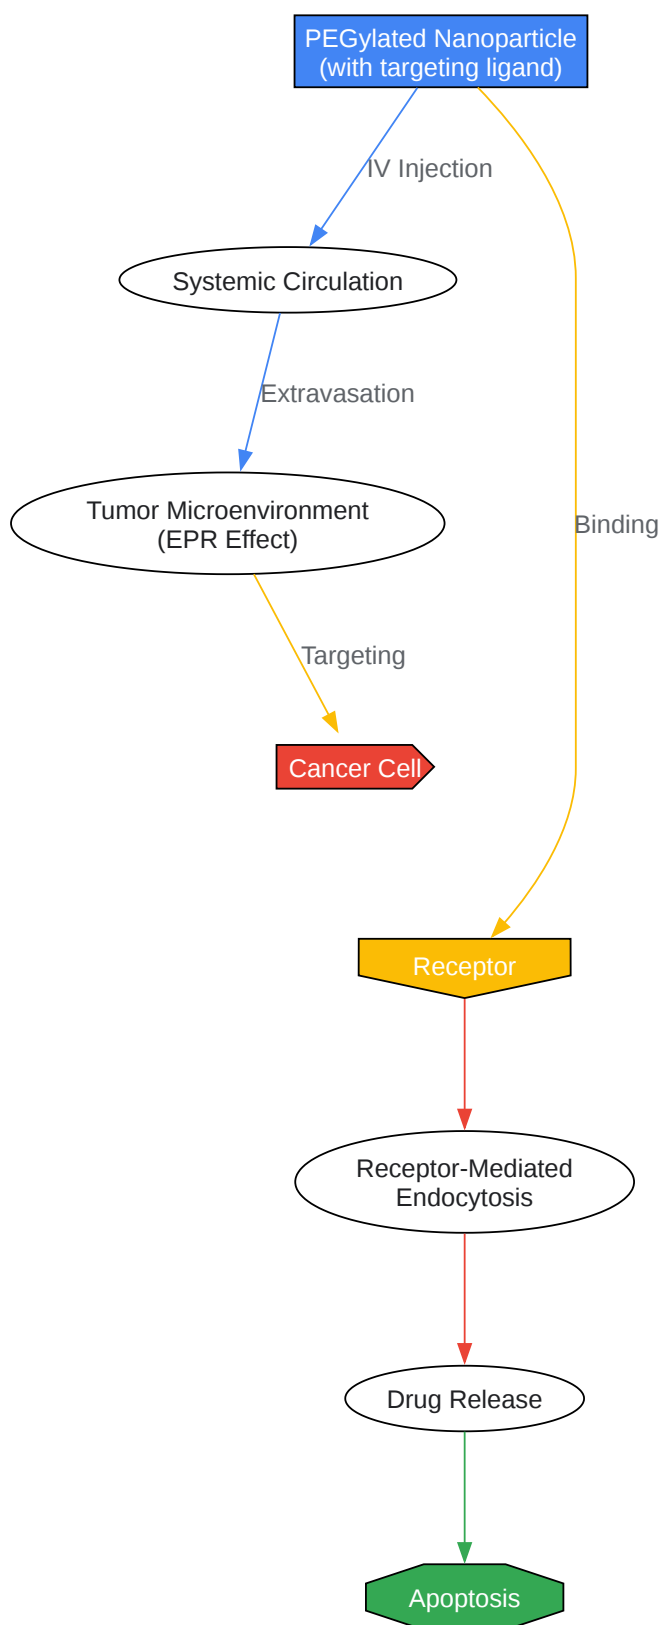 PEGylated Nanoparticle
(with targeting ligand)
IV Injection
Systemic Circulation
Extravasation
Tumor Microenvironment
(EPR Effect)
Binding
Targeting
Cancer Cell
Receptor
Receptor-Mediated
Endocytosis
Drug Release
Apoptosis